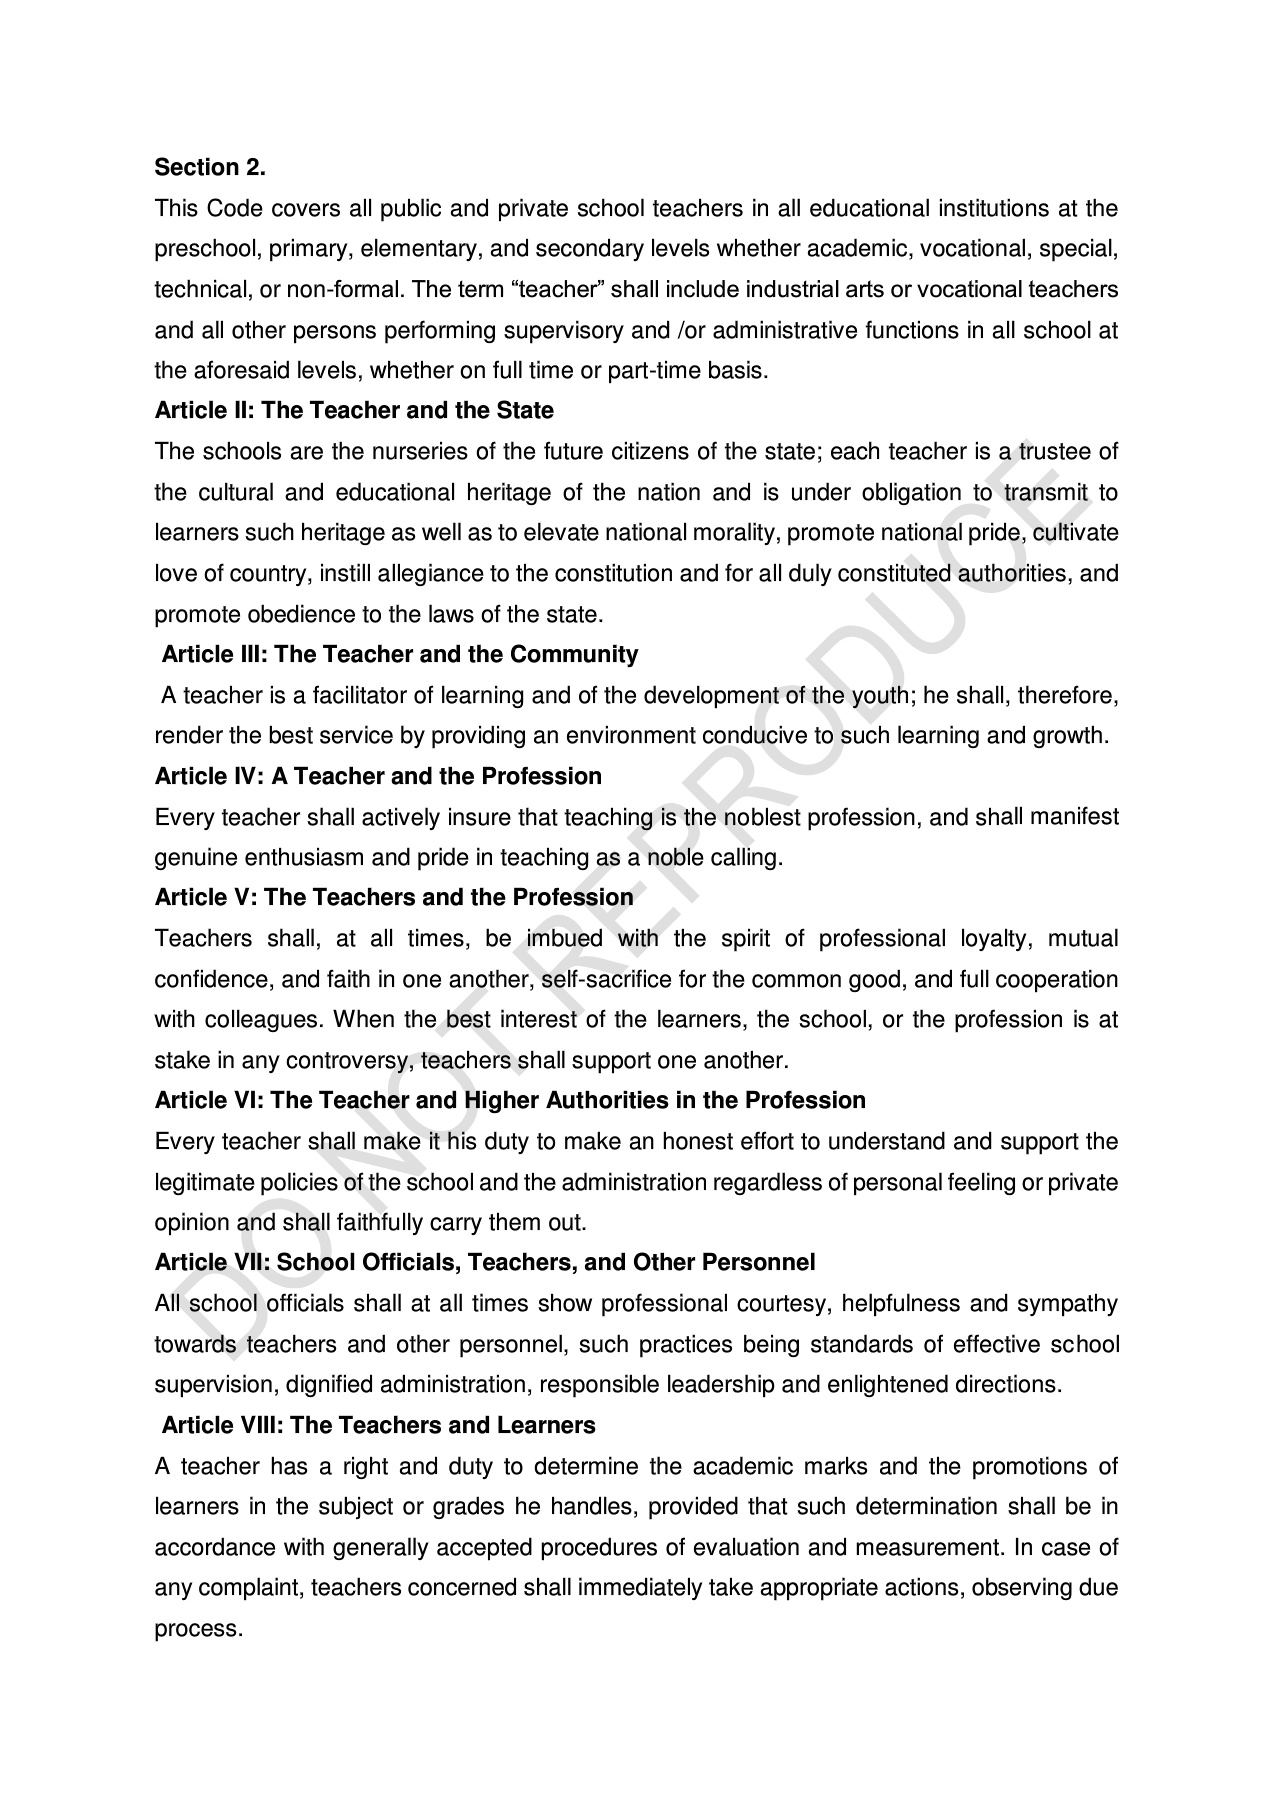 Section 2.
This Code covers all public and private school teachers in all educational institutions at the
preschool, primary, elementary, and secondary levels whether academic, vocational, special,
technical, or non-formal. The term “teacher” shall include industrial arts or vocational teachers
and all other persons performing supervisory and /or administrative functions in all school at
the aforesaid levels, whether on full time or part-time basis.
Article II: The Teacher and the State
The schools are the nurseries of the future citizens of the state; each teacher is a trustee of
the cultural and educational heritage of the nation and is under obligation to transmit to
learners such heritage as well as to elevate national morality, promote national pride, cultivate
love of country, instill allegiance to the constitution and for all duly constituted authorities, and
promote obedience to the laws of the state.
Article III: The Teacher and the Community
A teacher is a facilitator of learning and of the development of the youth; he shall, therefore,
render the best service by providing an environment conducive to such learning and growth.
Article IV: A Teacher and the Profession
Every teacher shall actively insure that teaching is the noblest profession, and shall manifest
genuine enthusiasm and pride in teaching as a noble calling.
Article V: The Teachers and the Profession
Teachers shall, at all times, be imbued with the spirit of professional loyalty, mutual
confidence, and faith in one another, self-sacrifice for the common good, and full cooperation
with colleagues. When the best interest of the learners, the school, or the profession is at
stake in any controversy, teachers shall support one another.
Article VI: The Teacher and Higher Authorities in the Profession
Every teacher shall make it his duty to make an honest effort to understand and support the
legitimate policies of the school and the administration regardless of personal feeling or private
opinion and shall faithfully carry them out.
Article VII: School Officials, Teachers, and Other Personnel
All school officials shall at all times show professional courtesy, helpfulness and sympathy
towards teachers and other personnel, such practices being standards of effective school
supervision, dignified administration, responsible leadership and enlightened directions.
Article VIII: The Teachers and Learners
A teacher has a right and duty to determine the academic marks and the promotions of
learners in the subject or grades he handles, provided that such determination shall be in
accordance with generally accepted procedures of evaluation and measurement. In case of
any complaint, teachers concerned shall immediately take appropriate actions, observing due
process.
DO NOT REPRODUCE